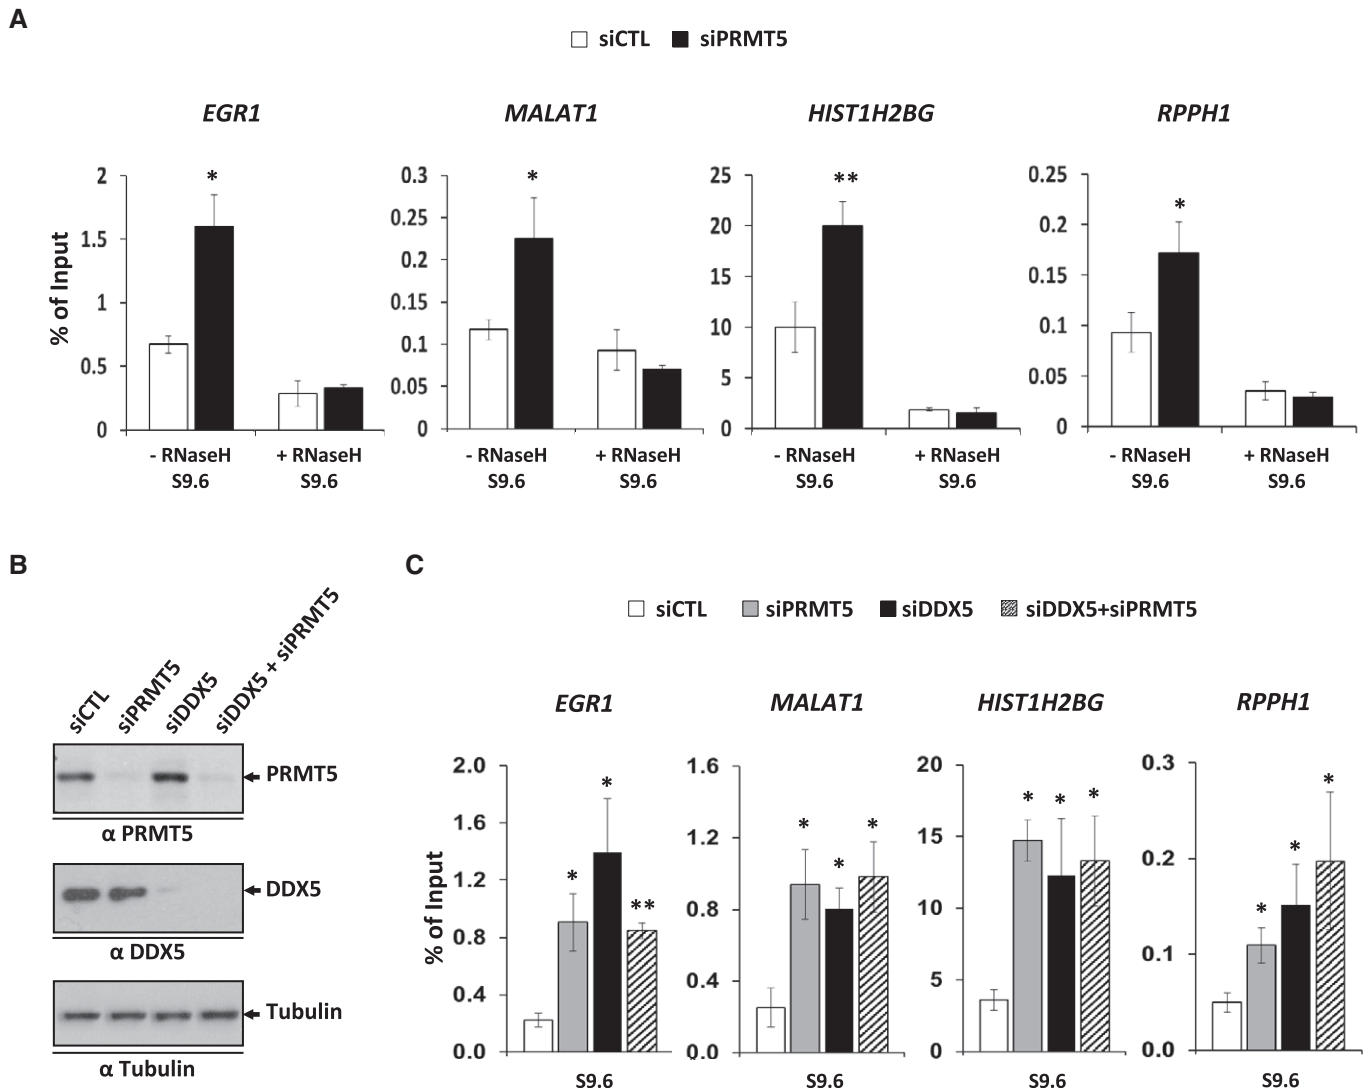 A
siCTL siPRMT5
EGR1 MALAT1 HIST1H2BG RPPH1
% of Input
2
1.5
1
0.5
0
0.3
0.25
0.2
0.15
0.1
0.05
0
25
20
15
10
5
0
0.25
0.2
0.15
0.1
0.05
0
* * ** *
- RNaseH + RNaseH - RNaseH + RNaseH - RNaseH + RNaseH - RNaseH + RNaseH
S9.6 S9.6 S9.6 S9.6 S9.6 S9.6 S9.6 S9.6
B
siCTL
siPRMT5
siDDX5
siDDX5 + siPRMT5
PRMT5
α PRMT5
DDX5
α DDX5
Tubulin
α Tubulin
C
siCTL siPRMT5 siDDX5 siDDX5+siPRMT5
EGR1 MALAT1 HIST1H2BG RPPH1
% of Input
2.0
1.6
1.2
0.8
0.4
0.0
* * **
1.6
1.2
0.8
0.4
0.0
* * *
20
15
10
5
0
* * *
0.3
0.2
0.1
0.0
* * *
S9.6 S9.6 S9.6 S9.6